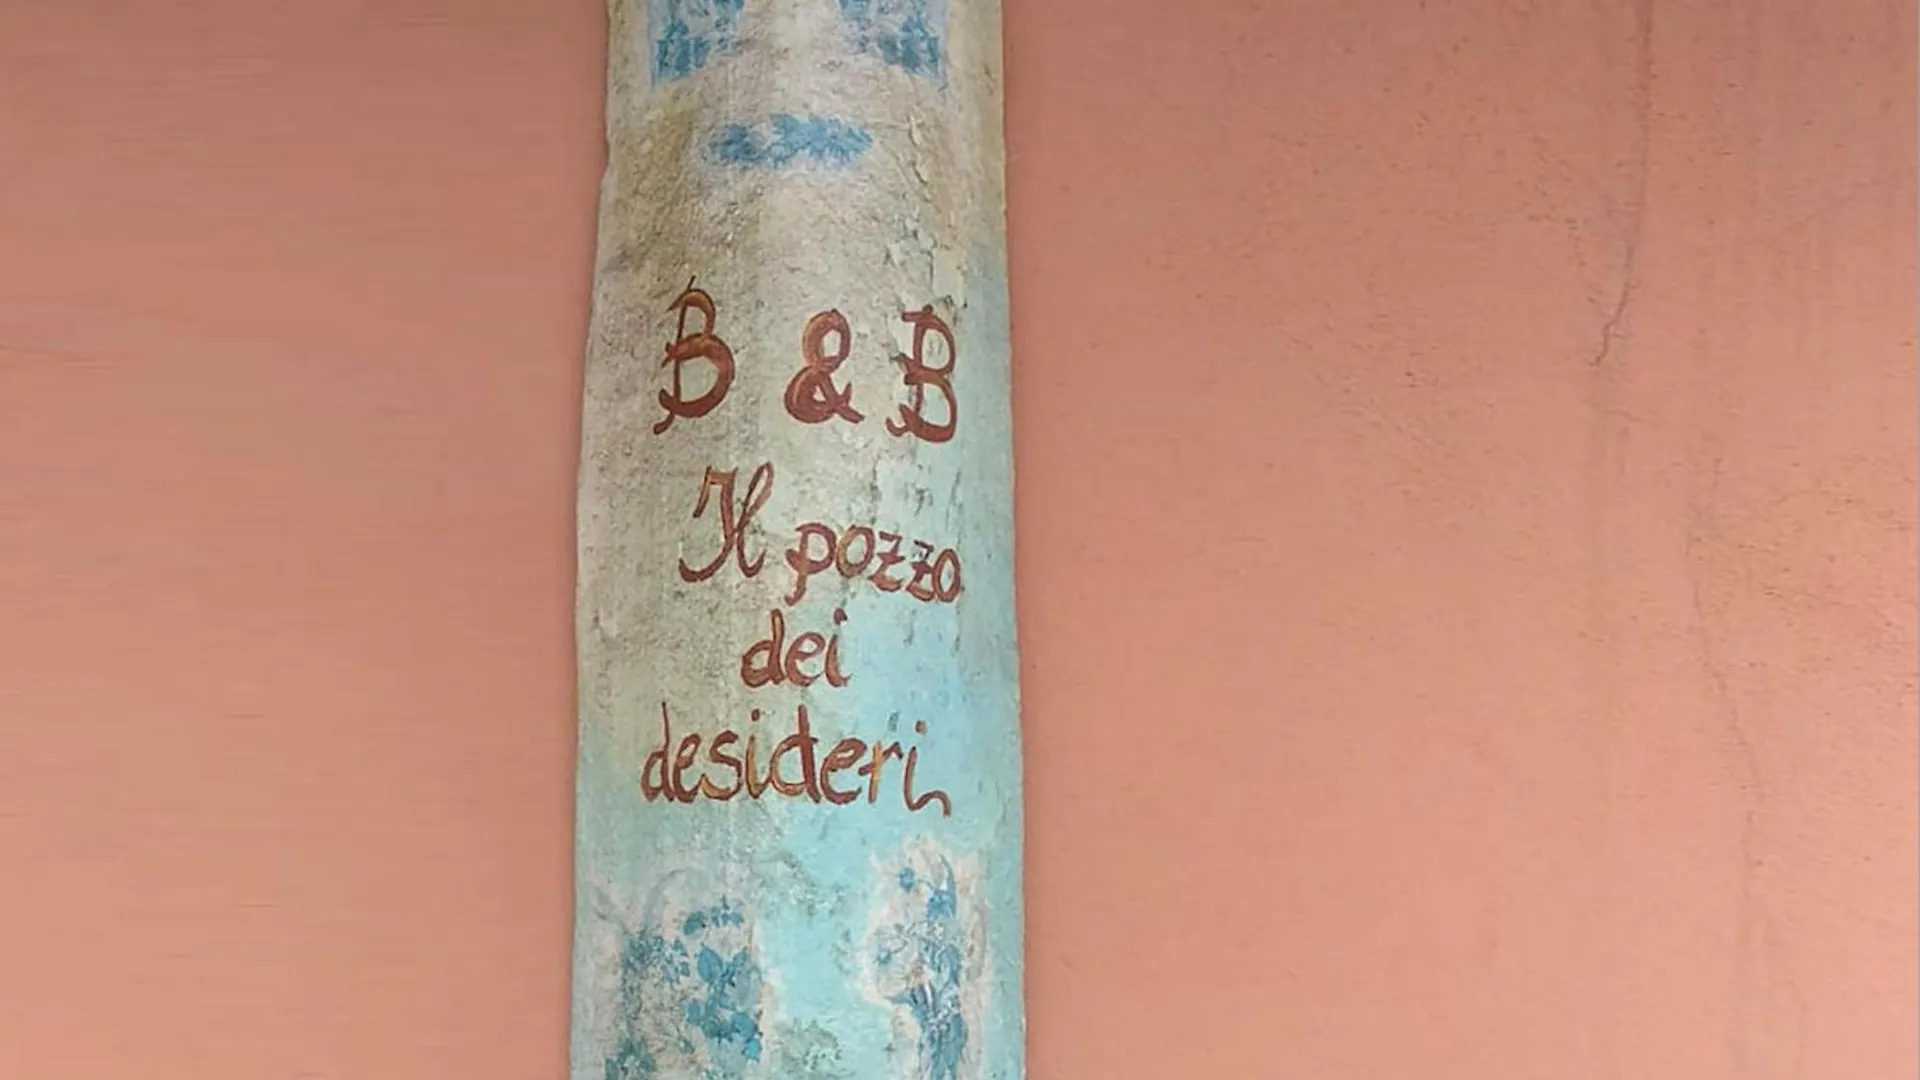 B & B
Il pozzo
dei
desideri